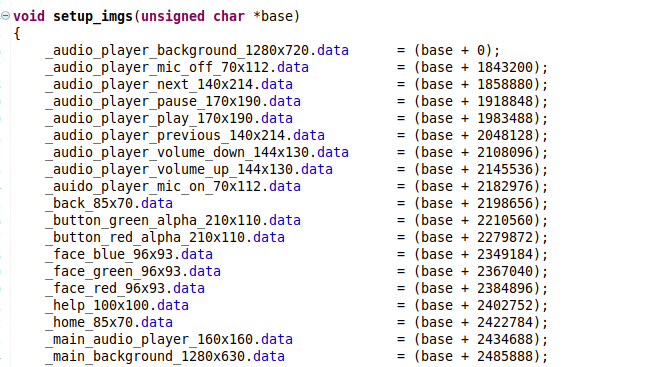 void setup_imgs(unsigned char *base)
{
    _audio_player_background_1280x720.data      = (base + 0);
    _audio_player_mic_off_70x112.data           = (base + 1843200);
    _audio_player_next_140x214.data             = (base + 1858880);
    _audio_player_pause_170x190.data            = (base + 1918848);
    _audio_player_play_170x190.data             = (base + 1983488);
    _audio_player_previous_140x214.data         = (base + 2048128);
    _audio_player_volume_down_144x130.data      = (base + 2108096);
    _audio_player_volume_up_144x130.data        = (base + 2145536);
    _auido_player_mic_on_70x112.data            = (base + 2182976);
    _back_85x70.data                            = (base + 2198656);
    _button_green_alpha_210x110.data            = (base + 2210560);
    _button_red_alpha_210x110.data              = (base + 2279872);
    _face_blue_96x93.data                       = (base + 2349184);
    _face_green_96x93.data                      = (base + 2367040);
    _face_red_96x93.data                        = (base + 2384896);
    _help_100x100.data                          = (base + 2402752);
    _home_85x70.data                            = (base + 2422784);
    _main_audio_player_160x160.data             = (base + 2434688);
    _main_background_1280x630.data              = (base + 2485888);